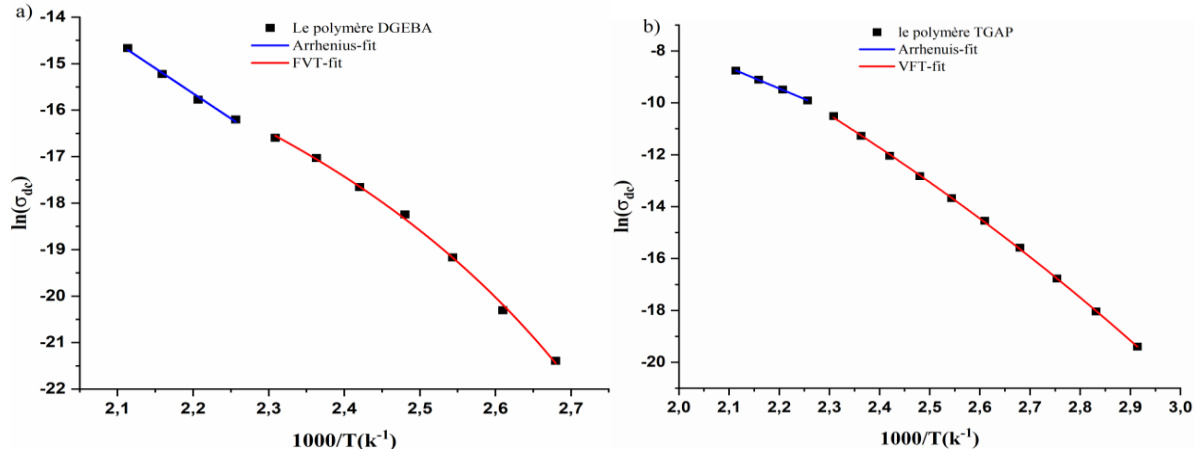 a)
Le polymère DGEBA
Arrhenius-fit
FVT-fit
ln(σdc)
-14
-15
-16
-17
-18
-19
-20
-21
-22
2,1
2,2
2,3
2,4
2,5
2,6
2,7
1000/T(k-1)
b)
le polymère TGAP
Arrhenuis-fit
VFT-fit
ln(σdc)
-8
-10
-12
-14
-16
-18
-20
2,0
2,1
2,2
2,3
2,4
2,5
2,6
2,7
2,8
2,9
3,0
1000/T(k-1)